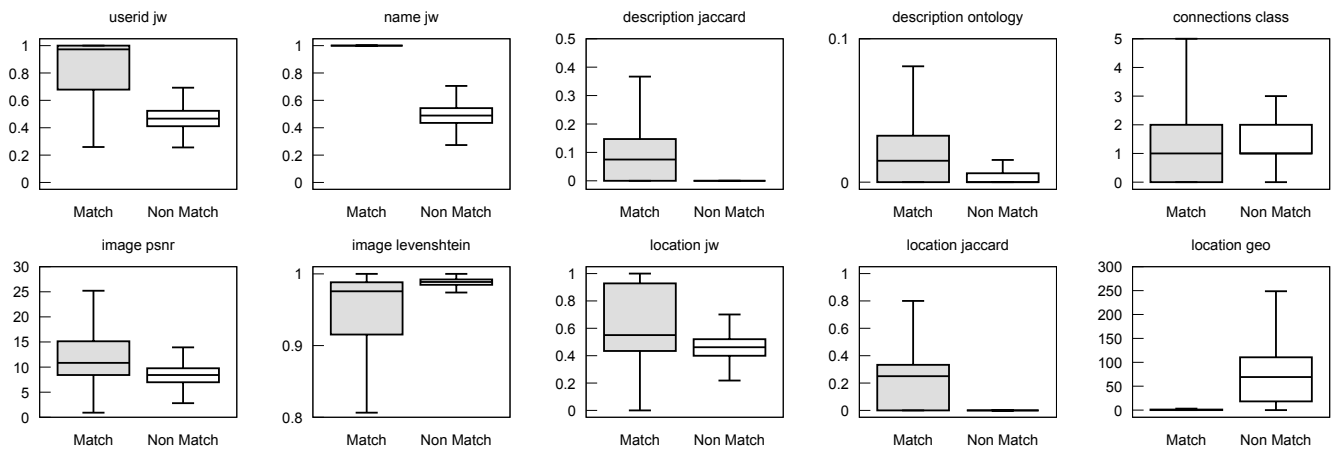 userid jw
1
0.8
0.6
0.4
0.2
0
Match Non Match
name jw
1
0.8
0.6
0.4
0.2
0
Match Non Match
description jaccard
0.5
0.4
0.3
0.2
0.1
0
Match Non Match
description ontology
0.1
0
Match Non Match
connections class
5
4
3
2
1
0
Match Non Match
image psnr
30
25
20
15
10
5
0
Match Non Match
image levenshtein
1
0.9
0.8
Match Non Match
location jw
1
0.8
0.6
0.4
0.2
0
Match Non Match
location jaccard
1
0.8
0.6
0.4
0.2
0
Match Non Match
location geo
300
250
200
150
100
50
0
Match Non Match